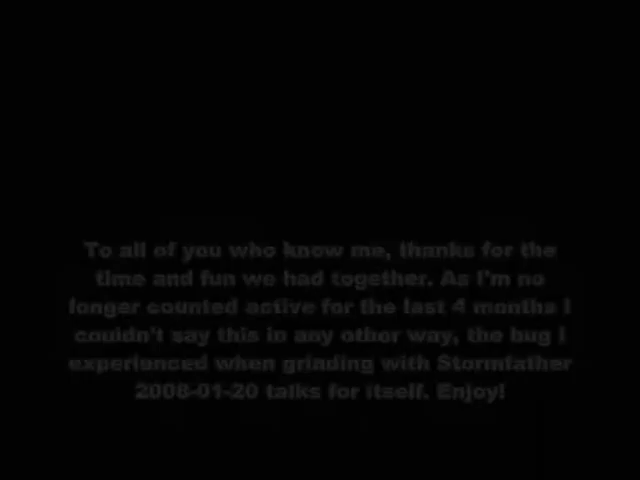 To all of you who know me, thanks for the
time and fun we had together. As I'm no
longer counted active for the last 4 months I
couldn't say this in any other way, the bug I
experienced when grinding with Stormfather
2008-01-20 talks for itself. Enjoy!